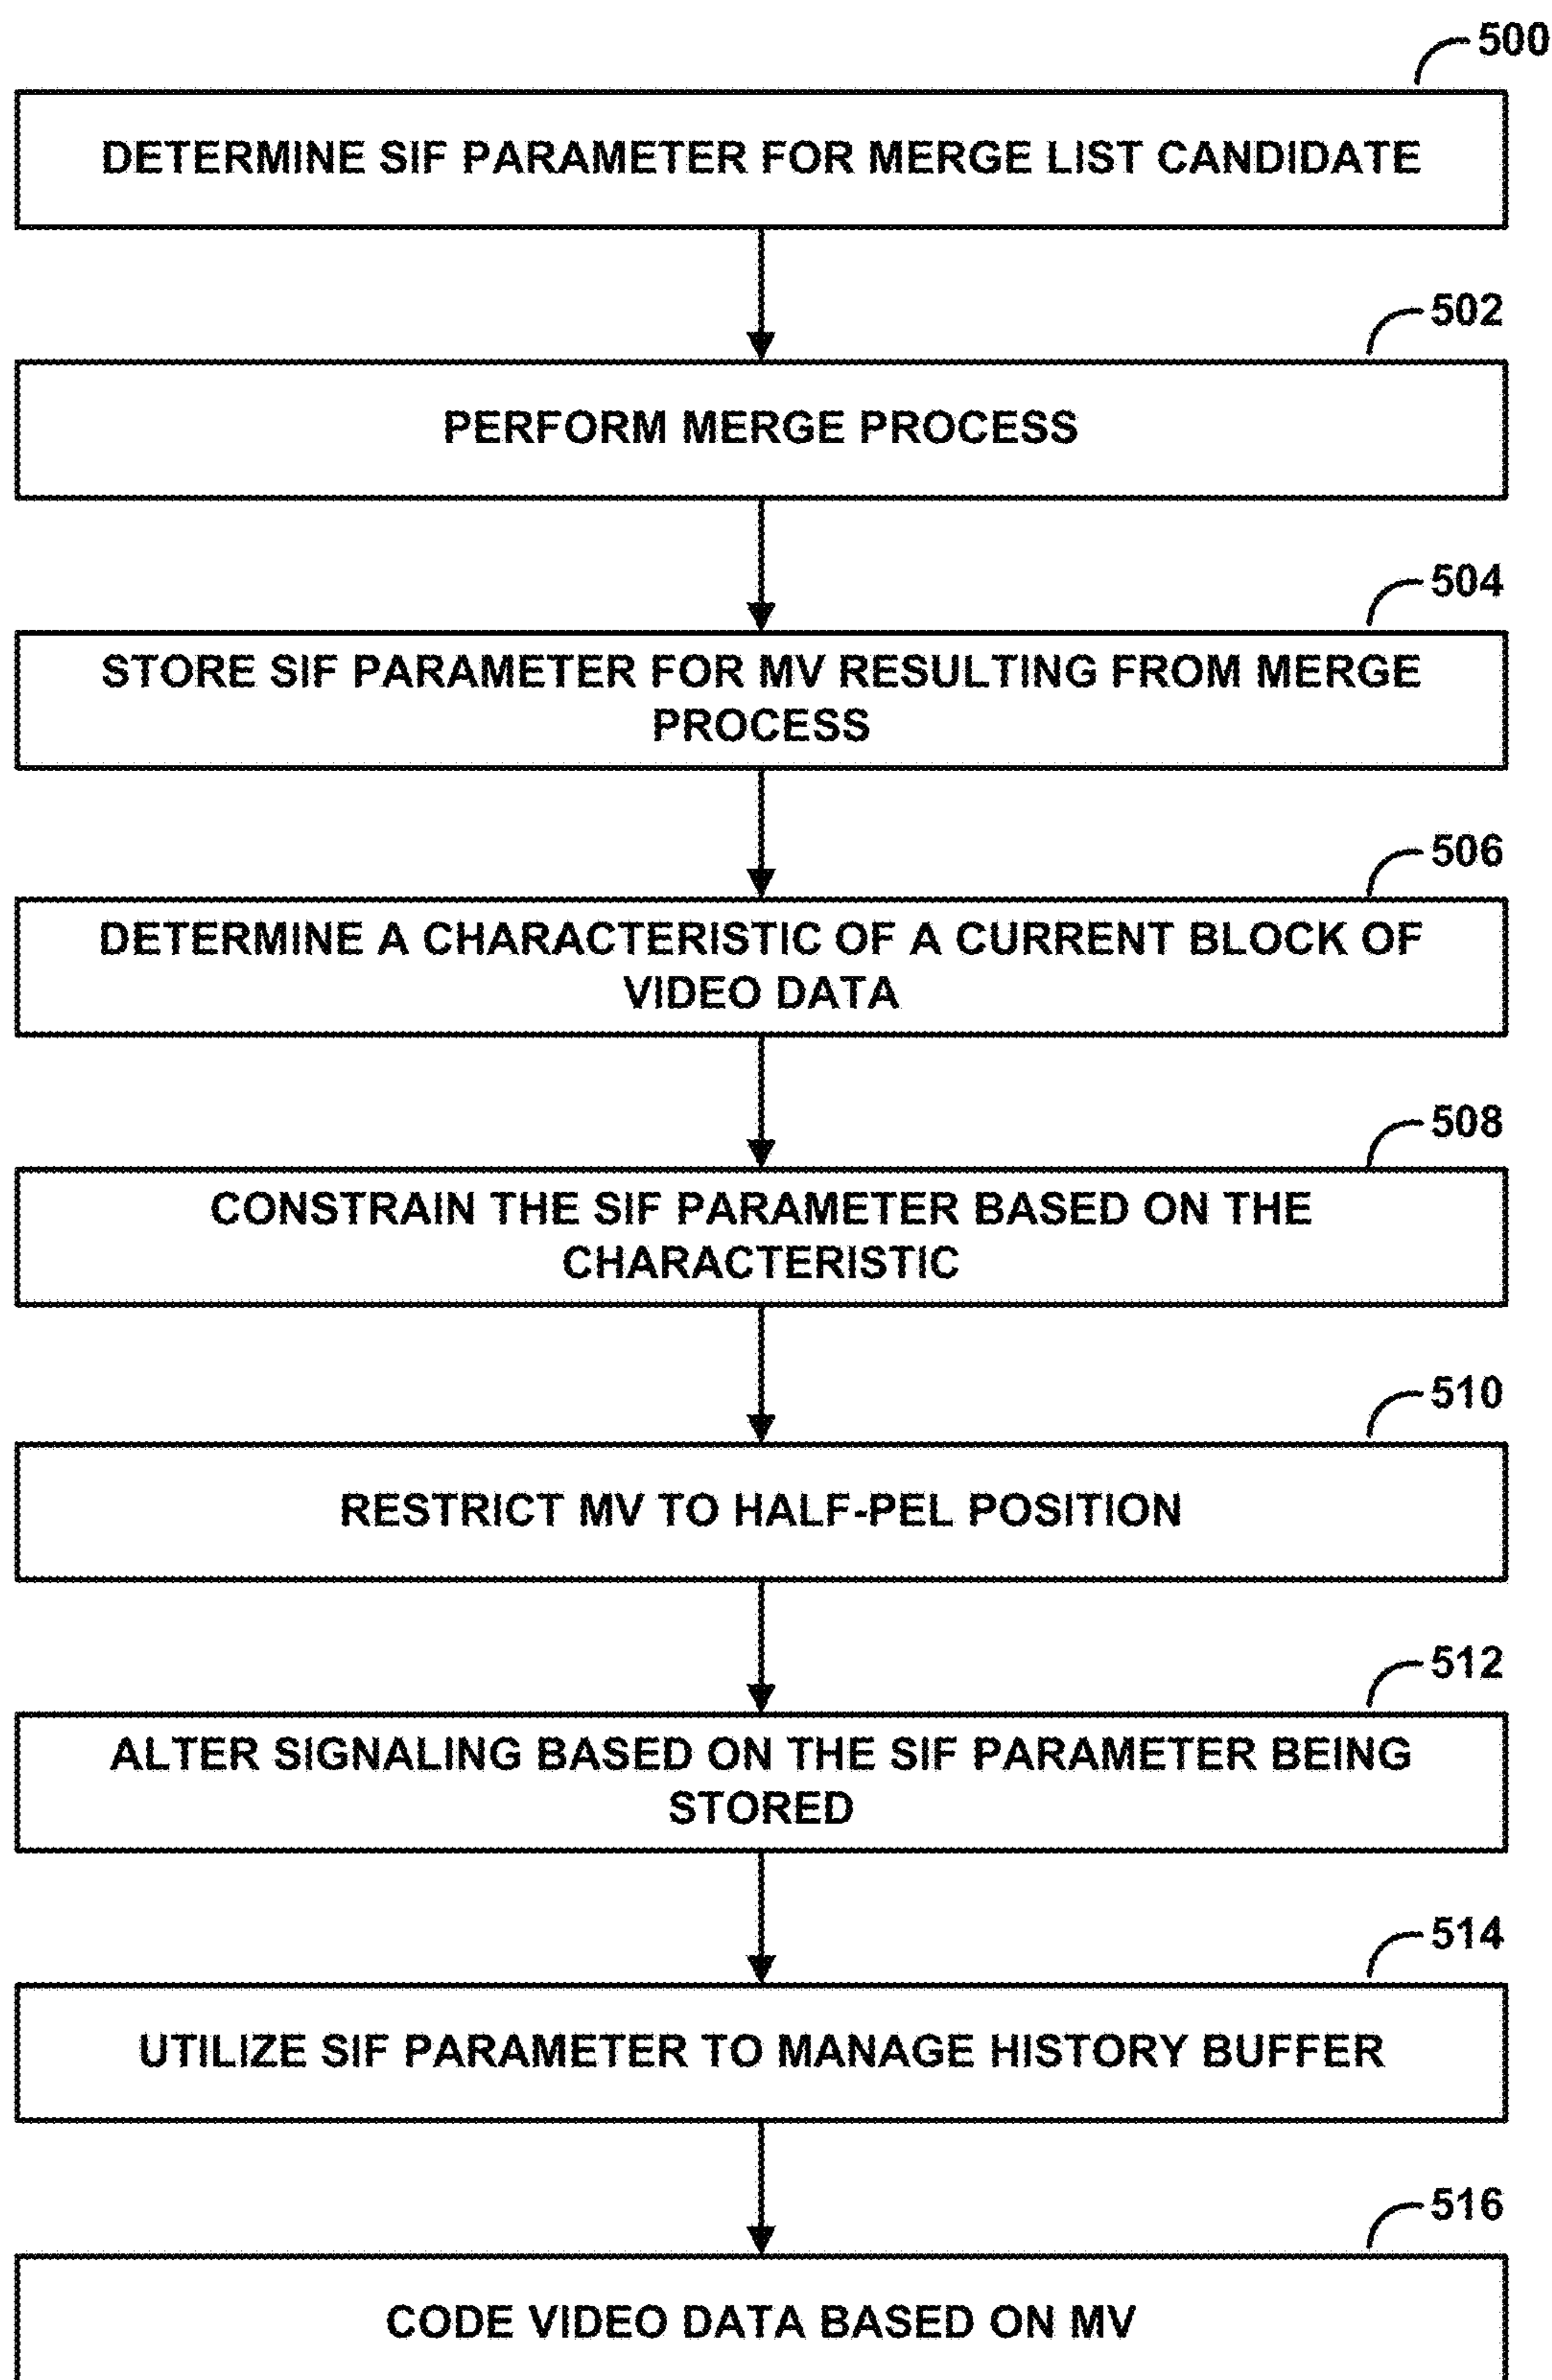 500
DETERMINE SIF PARAMETER FOR MERGE LIST CANDIDATE
502
PERFORM MERGE PROCESS
504
STORE SIF PARAMETER FOR MV RESULTING FROM MERGE
PROCESS
506
DETERMINE A CHARACTERISTIC OF A CURRENT BLOCK OF
VIDEO DATA
508
CONSTRAIN THE SIF PARAMETER BASED ON THE
CHARACTERISTIC
510
RESTRICT MV TO HALF-PEL POSITION
512
ALTER SIGNALING BASED ON THE SIF PARAMETER BEING
STORED
514
UTILIZE SIF PARAMETER TO MANAGE HISTORY BUFFER
516
CODE VIDEO DATA BASED ON MV